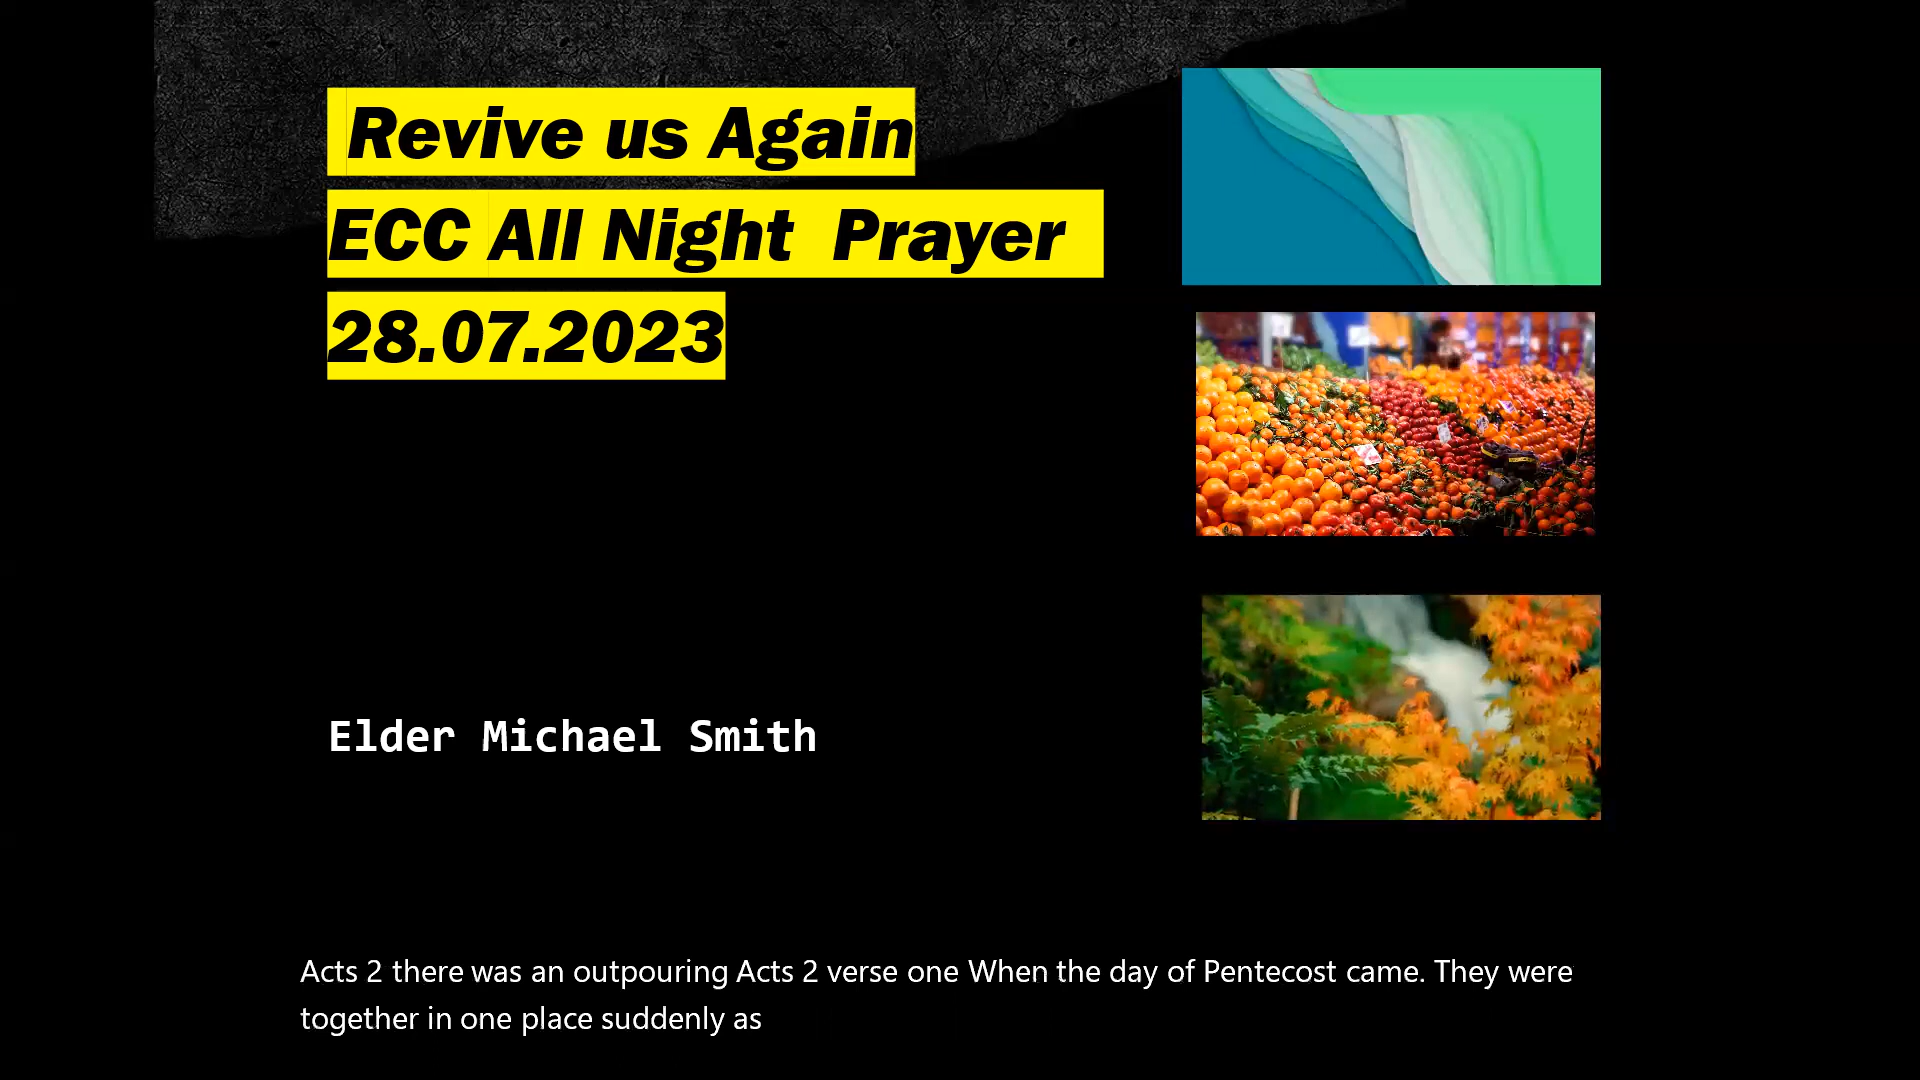 Revive us Again
ECC All Night Prayer
28.07.2023
Elder Michael Smith
Acts 2 there was an outpouring Acts 2 verse one When the day of Pentecost came. They were
together in one place suddenly as